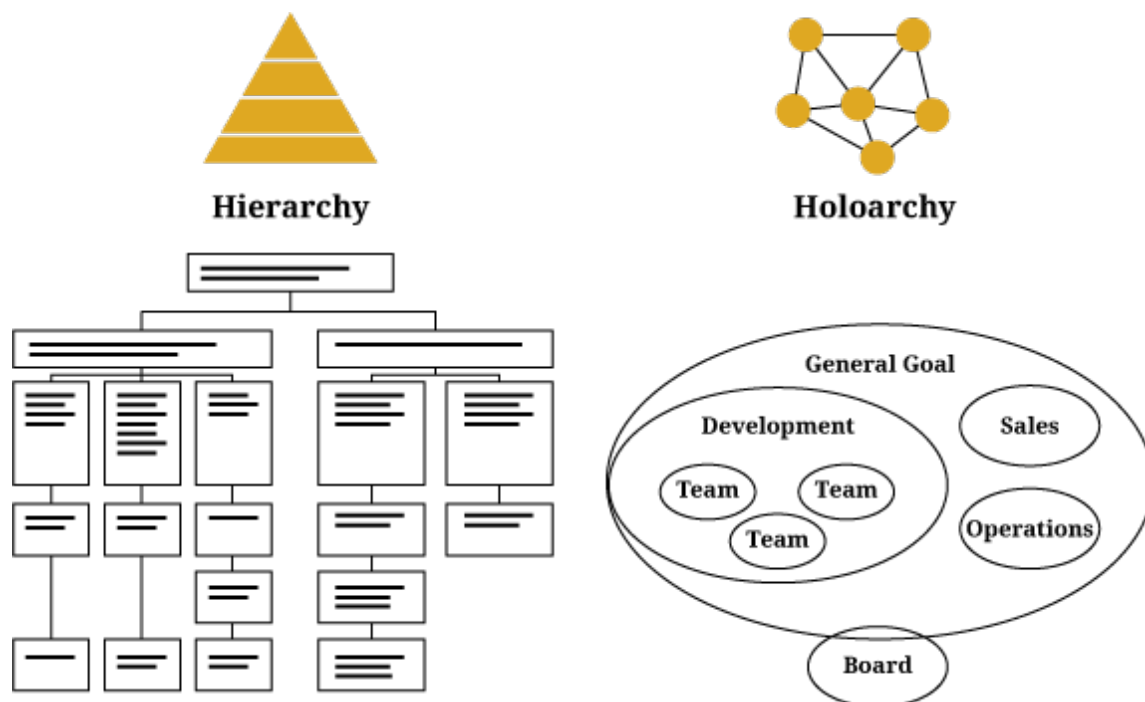 Hierarchy
Holoarchy
General Goal
Development
Sales
Team
Team
Team
Operations
Board